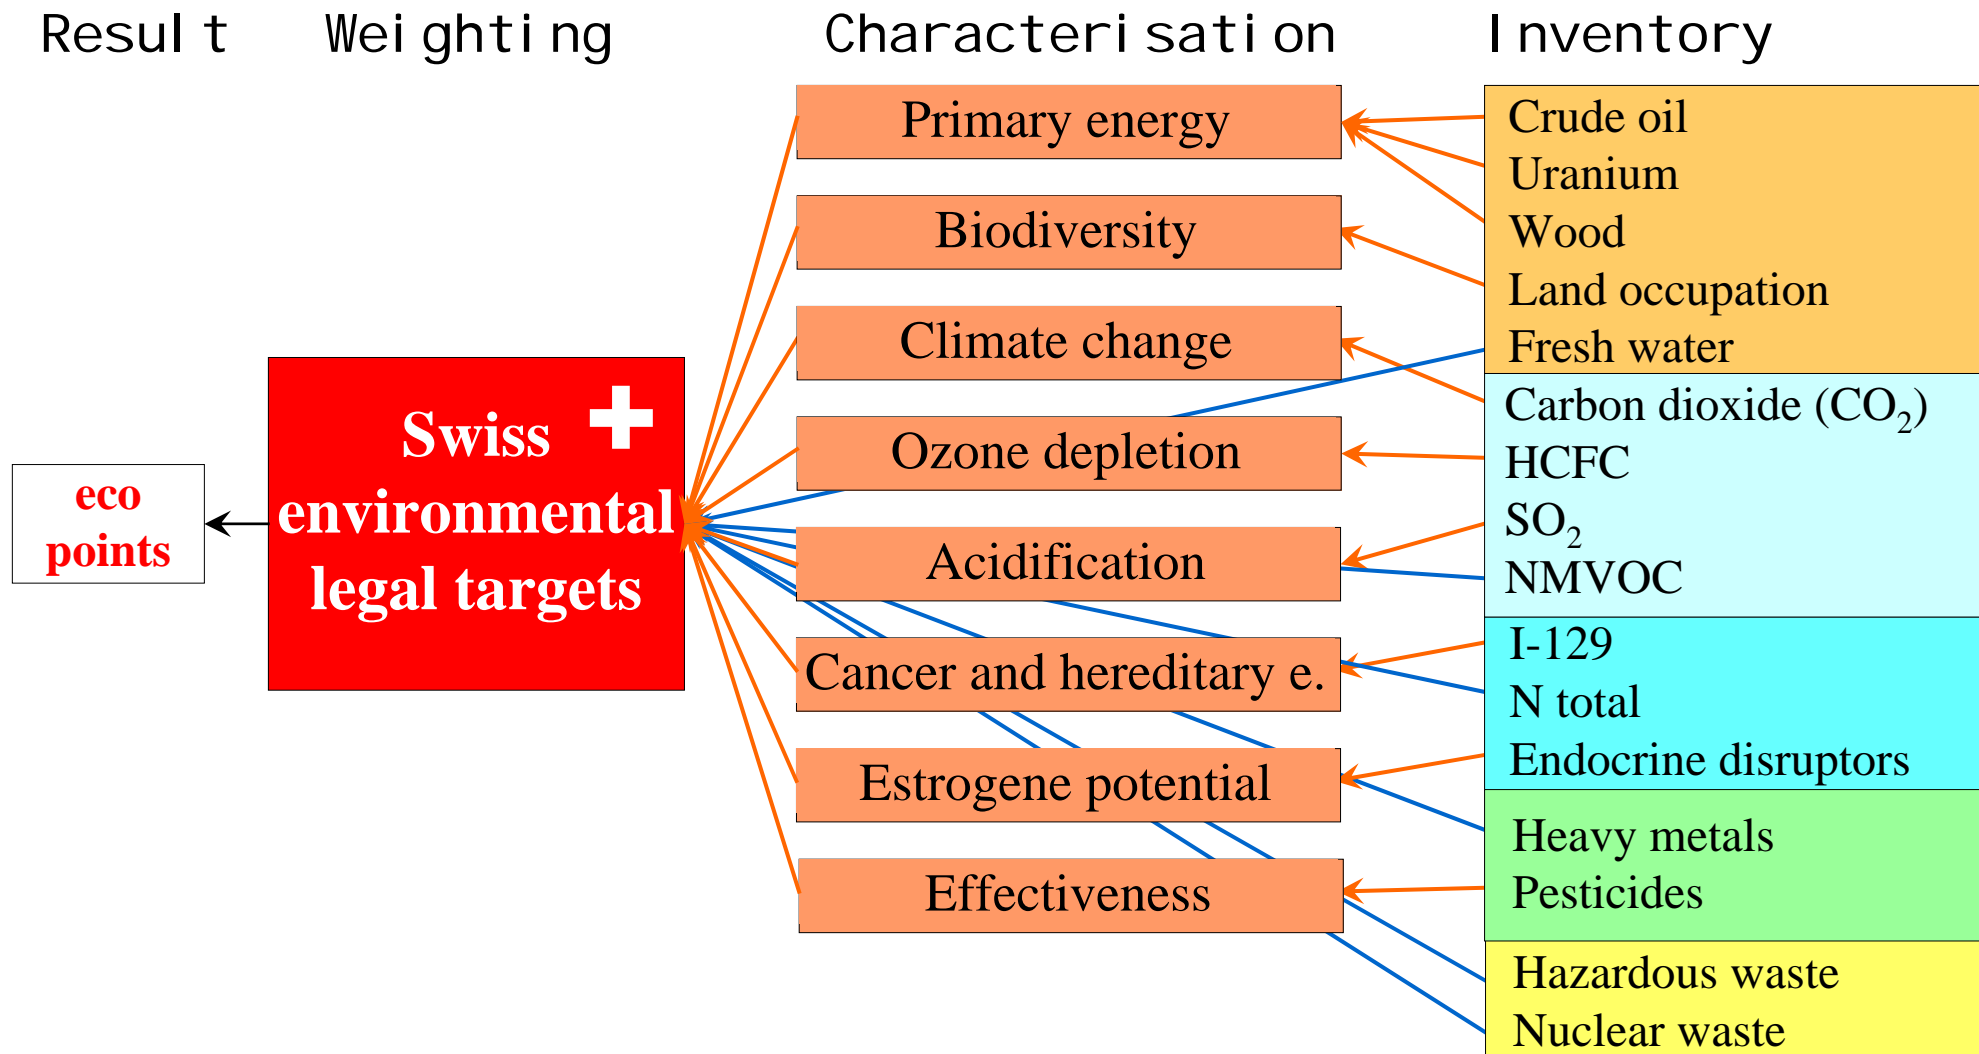 Result Weighting Characterisation Inventory
Primary energy
Biodiversity
Climate change
Ozone depletion
Acidification
Cancer and hereditary e.
Estrogene potential
Effectiveness
Swiss
environmental
legal targets
eco
points
Crude oil
Uranium
Wood
Land occupation
Fresh water
Carbon dioxide (CO₂)
HCFC
SO₂
NMVOC
I-129
N total
Endocrine disruptors
Heavy metals
Pesticides
Hazardous waste
Nuclear waste